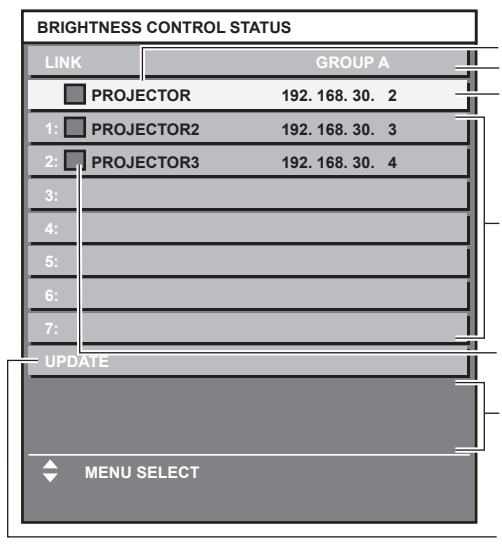 BRIGHTNESS CONTROL STATUS
LINK GROUP A
PROJECTOR 192. 168. 30. 2
1: PROJECTOR2 192. 168. 30. 3
2: PROJECTOR3 192. 168. 30. 4
3:
4:
5:
6:
7:
UPDATE
MENU SELECT